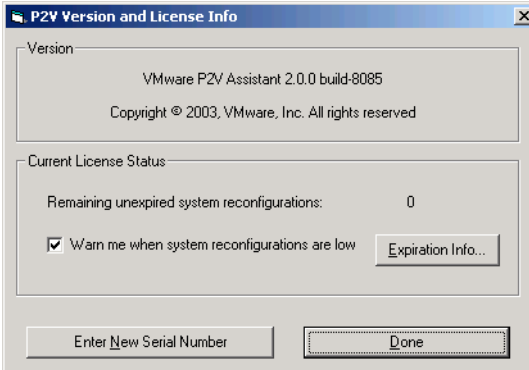 P2V Version and License Info
Version
VMware P2V Assistant 2.0.0 build-8085
Copyright © 2003, VMware, Inc. All rights reserved
Current License Status
Remaining unexpired system reconfigurations: 0
Warn me when system reconfigurations are low
Expiration Info...
Enter New Serial Number
Done